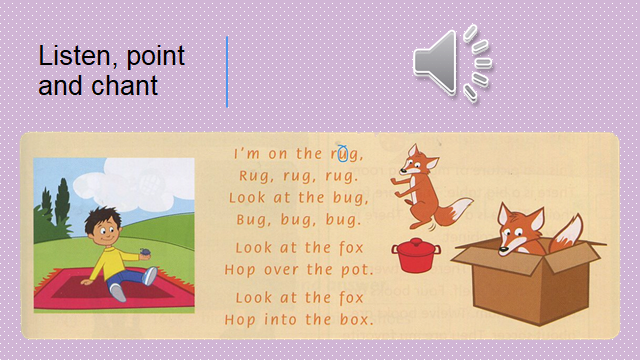 Listen, point
and chant
I'm on the rug,
Rug, rug, rug.
Look at the bug,
Bug, bug, bug.
Look at the fox
Hop over the pot.
Look at the fox
Hop into the box.